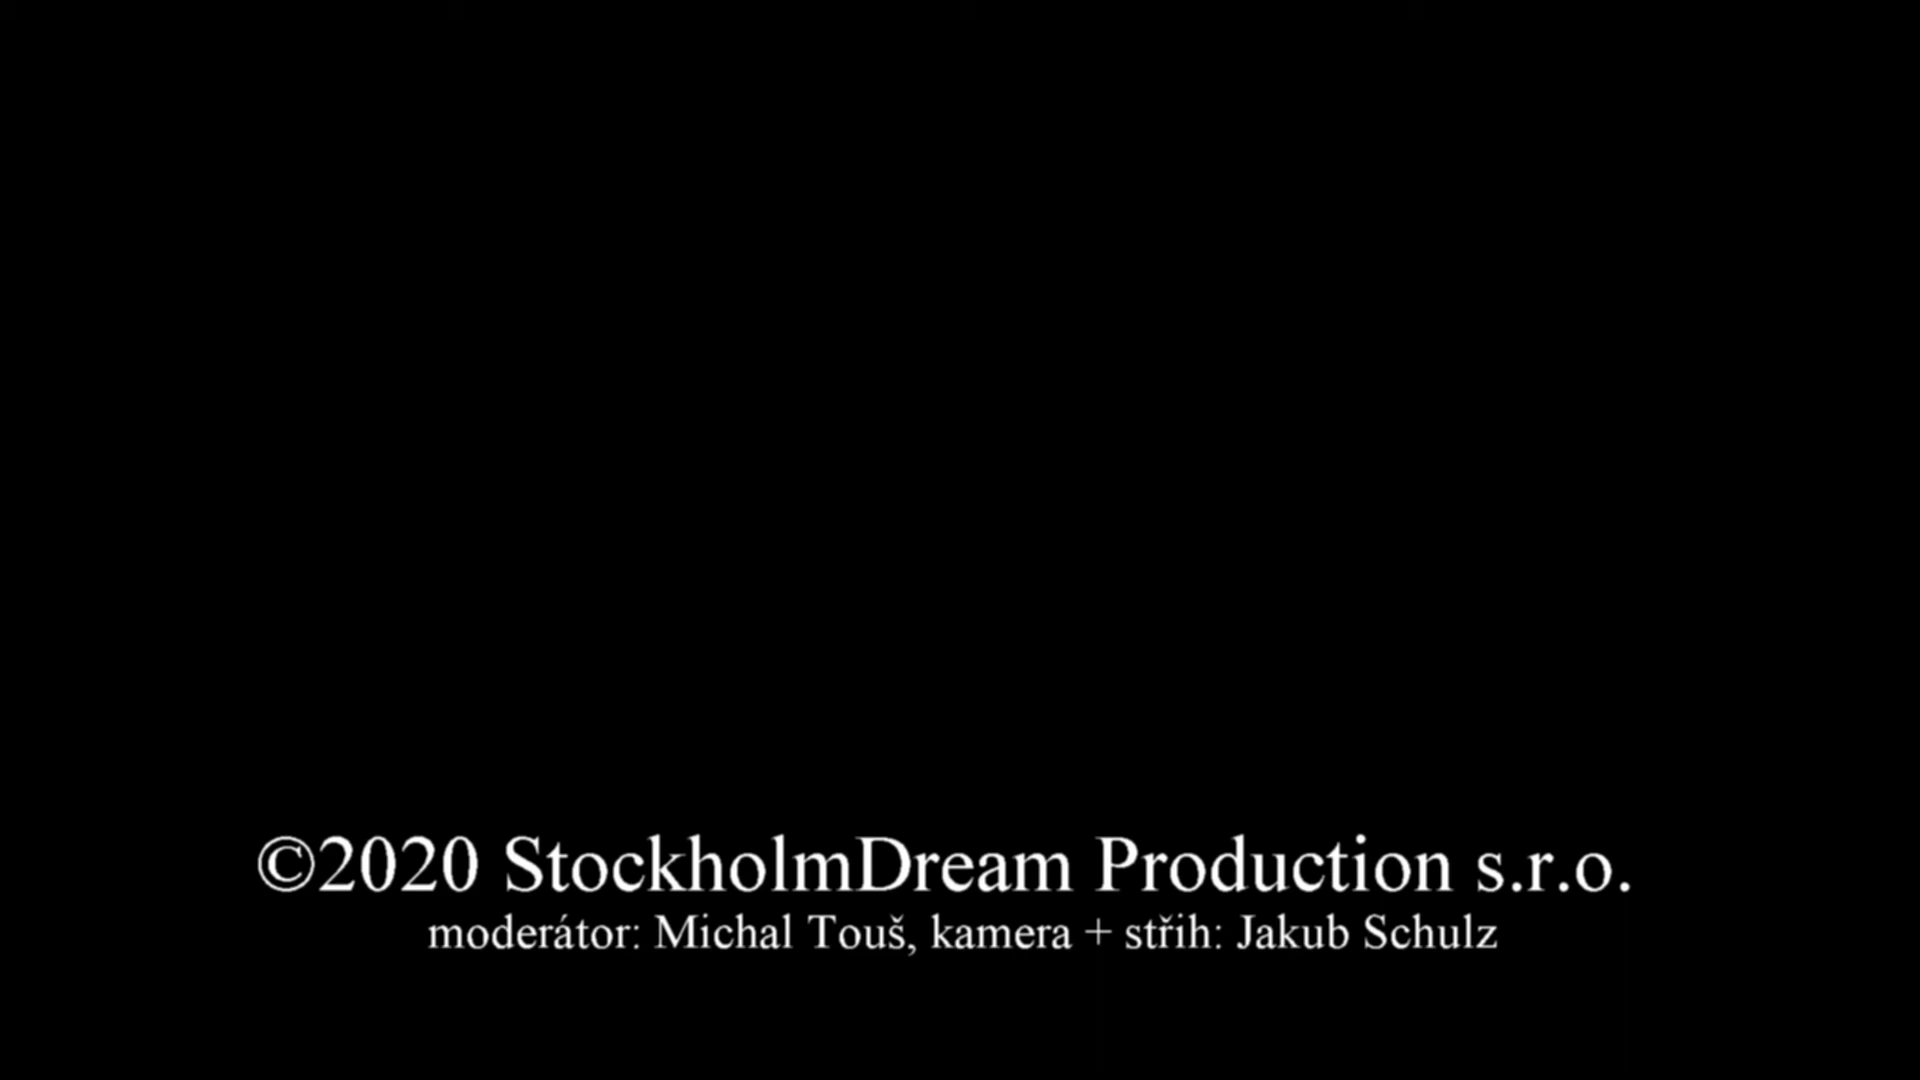 ©2020 StockholmDream Production s.r.o.
moderátor: Michal Touš, kamera + střih: Jakub Schulz